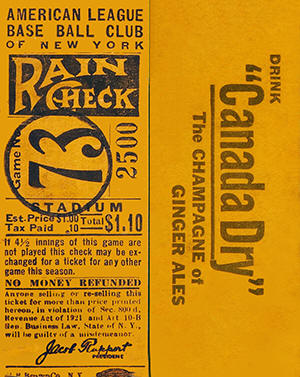 AMERICAN LEAGUE
BASE BALL CLUB
OF NEW YORK
RAIN
CHECK
Game No.
73
2500
STADIUM
Est. Price $1.00
Tax Paid .10
Total $1.10
If 4½ innings of this game are
not played this check may be ex-
changed for a ticket for any other
game this season.
NO MONEY REFUNDED
Anyone selling or re-selling this
ticket for more than price printed
hereon, in violation of Sec. 800 d,
Revenue Act of 1921 and Art 10-B
Gen. Business Law, State of N. Y.,
will be guilty of a misdemeanor.
Jacob Ruppert
PRESIDENT
Brown Co. N.Y.
DRINK
"Canada Dry"
The CHAMPAGNE of
GINGER ALES